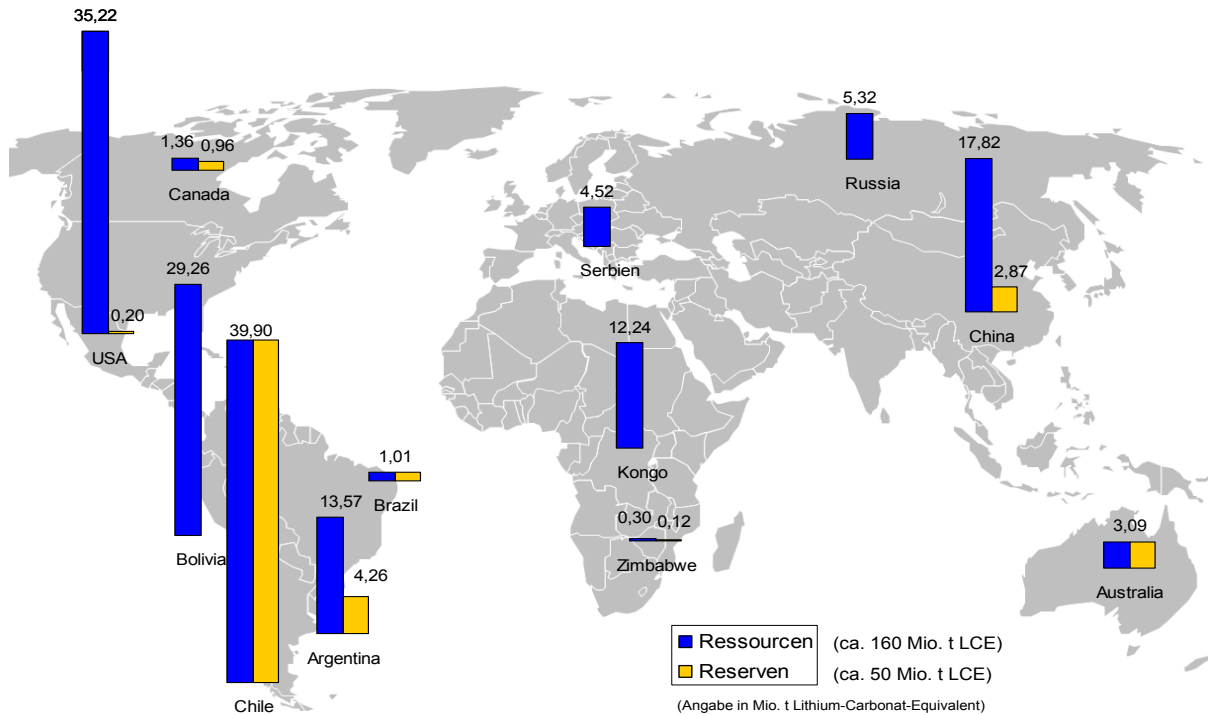 35,22
5,32
1,36 0,96
17,82
Canada
Russia
4,52
29,26
Serbien
2,87
0,20
39,90
12,24
China
USA
1,01
Kongo
Brazil
13,57
0,30 0,12
3,09
Bolivia
Zimbabwe
4,26
Australia
Argentina
Ressourcen (ca. 160 Mio. t LCE)
Reserven (ca. 50 Mio. t LCE)
Chile
(Angabe in Mio. t Lithium-Carbonat-Equivalent)